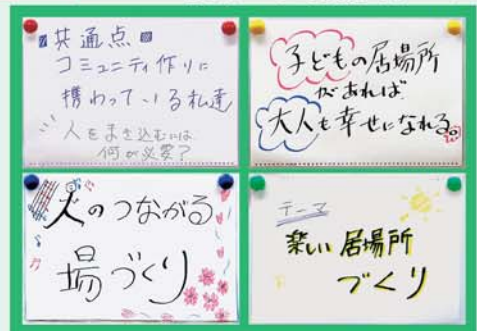 ■共通点■
コミュニティ作りに
携わっている私達
人をまき込むには
何が必要？
子どもの居場所
があれば
大人も幸せになれる。
人のつながる
場づくり
テーマ
楽しい居場所
づくり